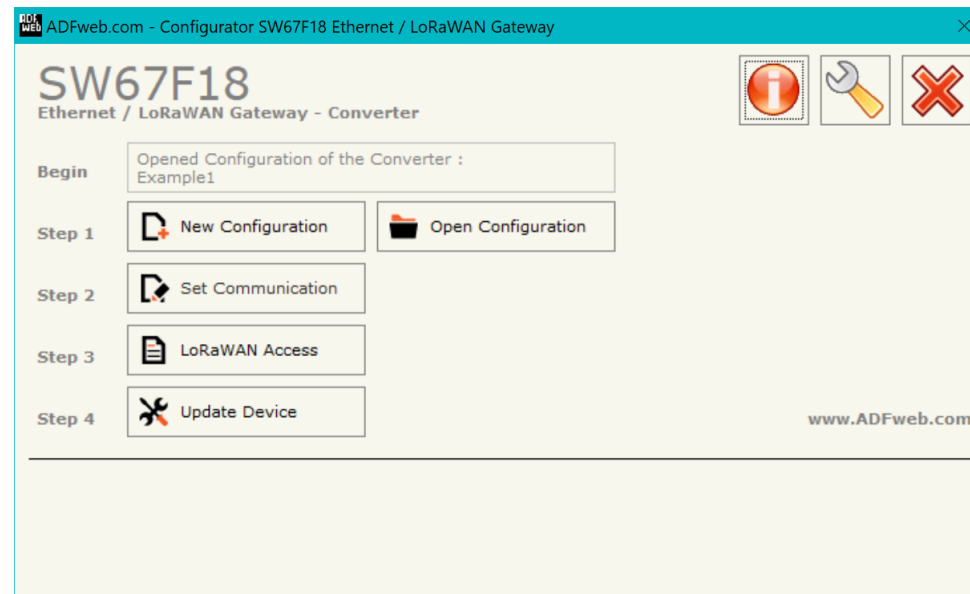 ADF
WEB
ADFweb.com - Configurator SW67F18 Ethernet / LoRaWAN Gateway
SW67F18
Ethernet / LoRaWAN Gateway - Converter
Begin
Opened Configuration of the Converter :
Example1
Step 1
New Configuration
Open Configuration
Step 2
Set Communication
Step 3
LoRaWAN Access
Step 4
Update Device
www.ADFweb.com